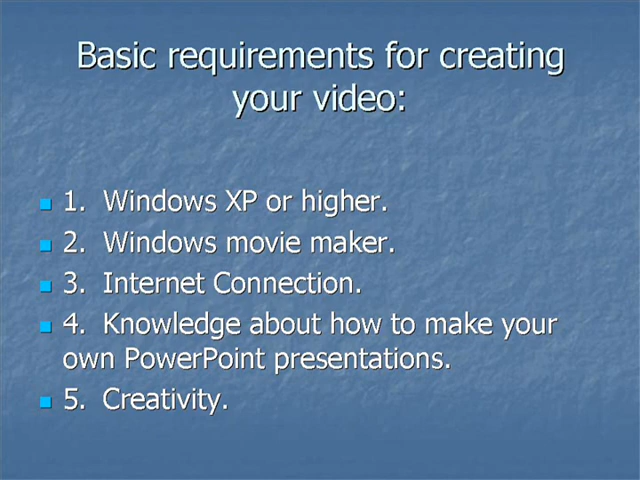 Basic requirements for creating
your video:
1. Windows XP or higher.
2. Windows movie maker.
3. Internet Connection.
4. Knowledge about how to make your
own PowerPoint presentations.
5. Creativity.